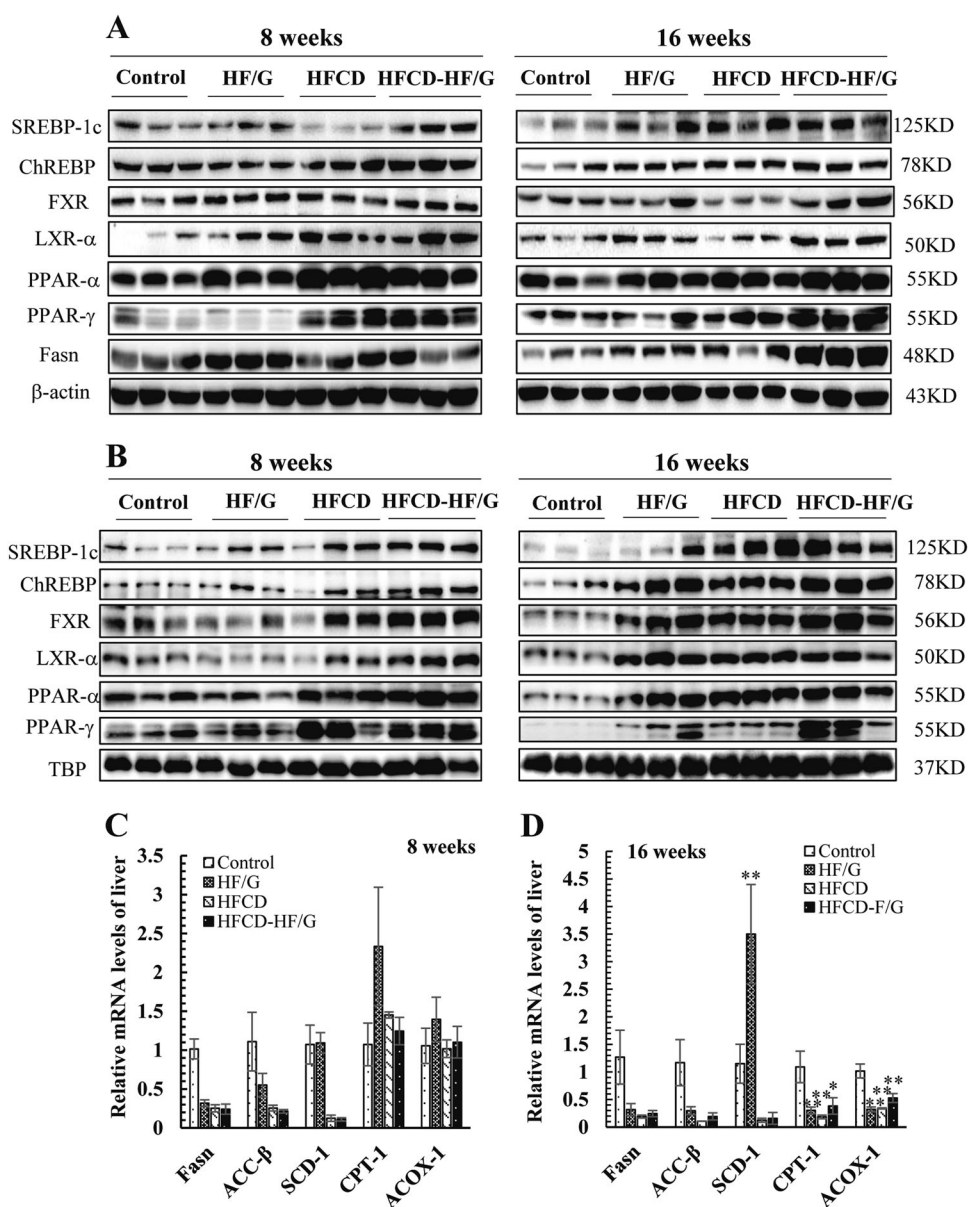 A
8 weeks
16 weeks
Control HF/G HFCD HFCD-HF/G
Control HF/G HFCD HFCD-HF/G
SREBP-1c 125KD
ChREBP 78KD
FXR 56KD
LXR-α 50KD
PPAR-α 55KD
PPAR-γ 55KD
Fasn 48KD
β-actin 43KD
B
8 weeks
16 weeks
Control HF/G HFCD HFCD-HF/G
Control HF/G HFCD HFCD-HF/G
SREBP-1c 125KD
ChREBP 78KD
FXR 56KD
LXR-α 50KD
PPAR-α 55KD
PPAR-γ 55KD
TBP 37KD
C
8 weeks
Relative mRNA levels of liver
3.5
3
2.5
2
1.5
1
0.5
0
Control
HF/G
HFCD
HFCD-HF/G
Fasn
ACC-β
SCD-1
CPT-1
ACOX-1
D
16 weeks
Relative mRNA levels of liver
5
4.5
4
3.5
3
2.5
2
1.5
1
0.5
0
Control
HF/G
HFCD
HFCD-F/G
**
** ** *
** ** **
Fasn
ACC-β
SCD-1
CPT-1
ACOX-1